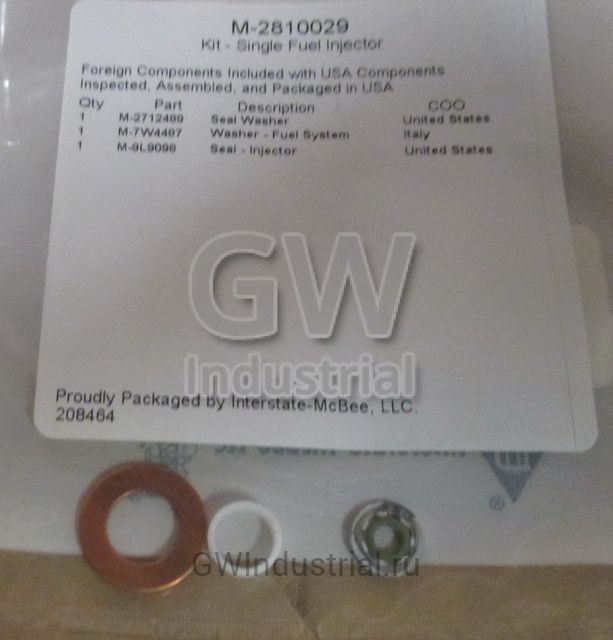 M-2810029
Kit - Single Fuel Injector
Foreign Components Included with USA Components
Inspected, Assembled, and Packaged in USA
Qty Part Description COO
1 M-2712489 Seal Washer United States
1 M-7W4487 Washer - Fuel System Italy
1 M-9L9098 Seal - Injector United States
GW
Industrial
Proudly Packaged by Interstate-McBee, LLC.
208464
®
GWIndustrial.ru